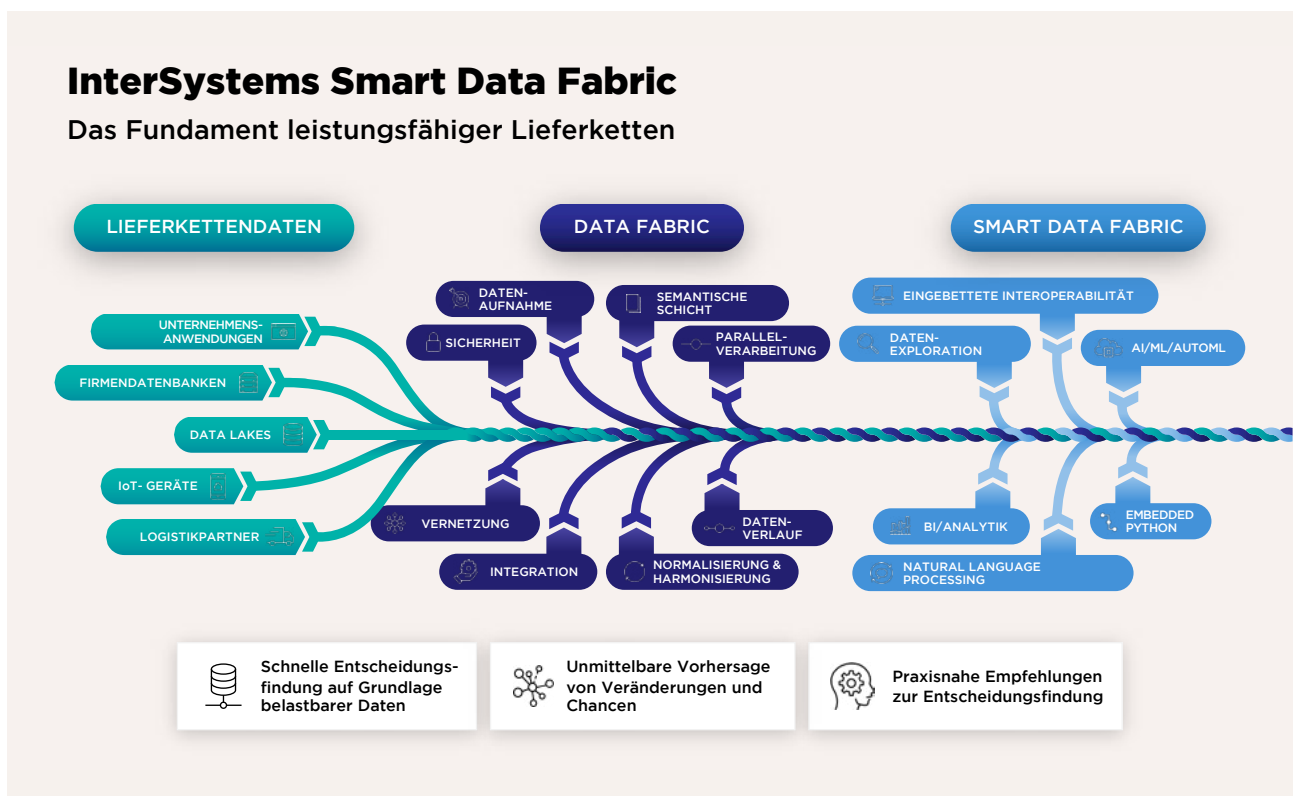 InterSystems Smart Data Fabric
Das Fundament leistungsfähiger Lieferketten
LIEFERKETTENDATEN
UNTERNEHMENS-
ANWENDUNGEN
FIRMENDATENBANKEN
DATA LAKES
IoT- GERÄTE
LOGISTIKPARTNER
DATA FABRIC
DATEN-
AUFNAHME
SEMANTISCHE
SCHICHT
SICHERHEIT
PARALLEL-
VERARBEITUNG
VERNETZUNG
DATEN-
VERLAUF
INTEGRATION
NORMALISIERUNG &
HARMONISIERUNG
SMART DATA FABRIC
EINGEBETTETE INTEROPERABILITÄT
DATEN-
EXPLORATION
AI/ML/AUTOML
BI/ANALYTIK
EMBEDDED
PYTHON
NATURAL LANGUAGE
PROCESSING
Schnelle Entscheidungs-
findung auf Grundlage
belastbarer Daten
Unmittelbare Vorhersage
von Veränderungen und
Chancen
Praxisnahe Empfehlungen
zur Entscheidungsfindung